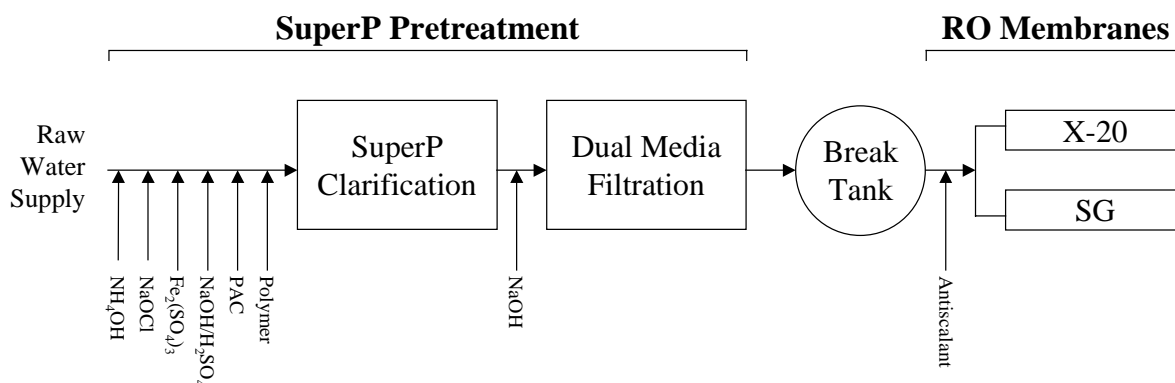 SuperP Pretreatment
RO Membranes
Raw
Water
Supply
SuperP
Clarification
Dual Media
Filtration
Break
Tank
X-20
SG
NH₄OH
NaOCl
Fe₂(SO₄)₃
NaOH/H₂SO₄
PAC
Polymer
NaOH
Antiscalant